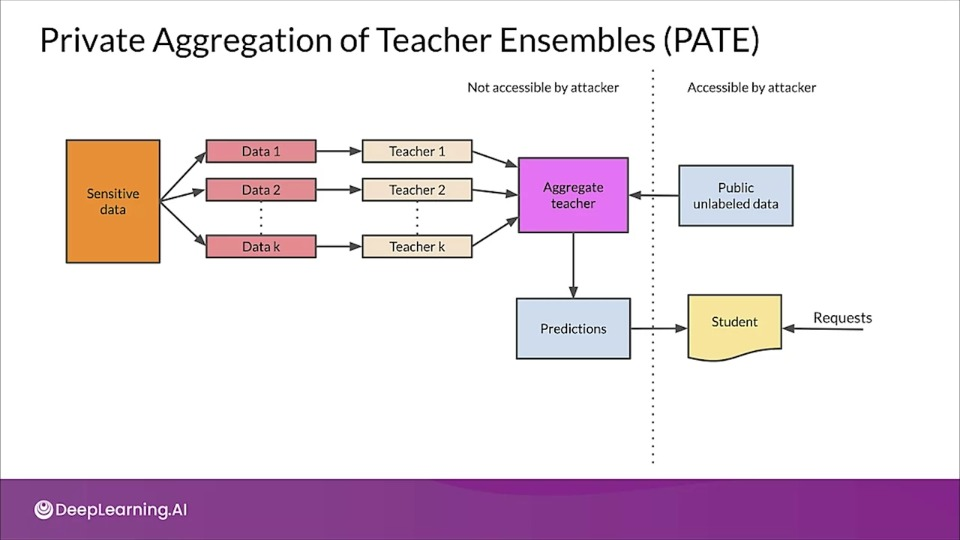 Private Aggregation of Teacher Ensembles (PATE)
Not accessible by attacker
Accessible by attacker
Sensitive
data
Data 1
Teacher 1
Data 2
Teacher 2
Data k
Teacher k
Aggregate
teacher
Public
unlabeled data
Predictions
Student
Requests
DeepLearning.AI